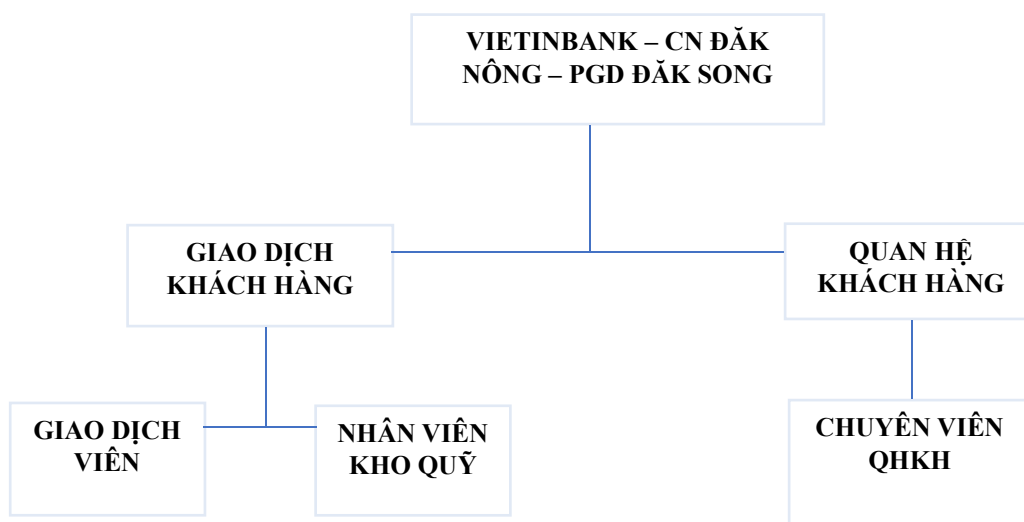 VIETINBANK – CN ĐĂK
NÔNG – PGD ĐĂK SONG
GIAO DỊCH
KHÁCH HÀNG
QUAN HỆ
KHÁCH HÀNG
GIAO DỊCH
VIÊN
NHÂN VIÊN
KHO QUỸ
CHUYÊN VIÊN
QHKH